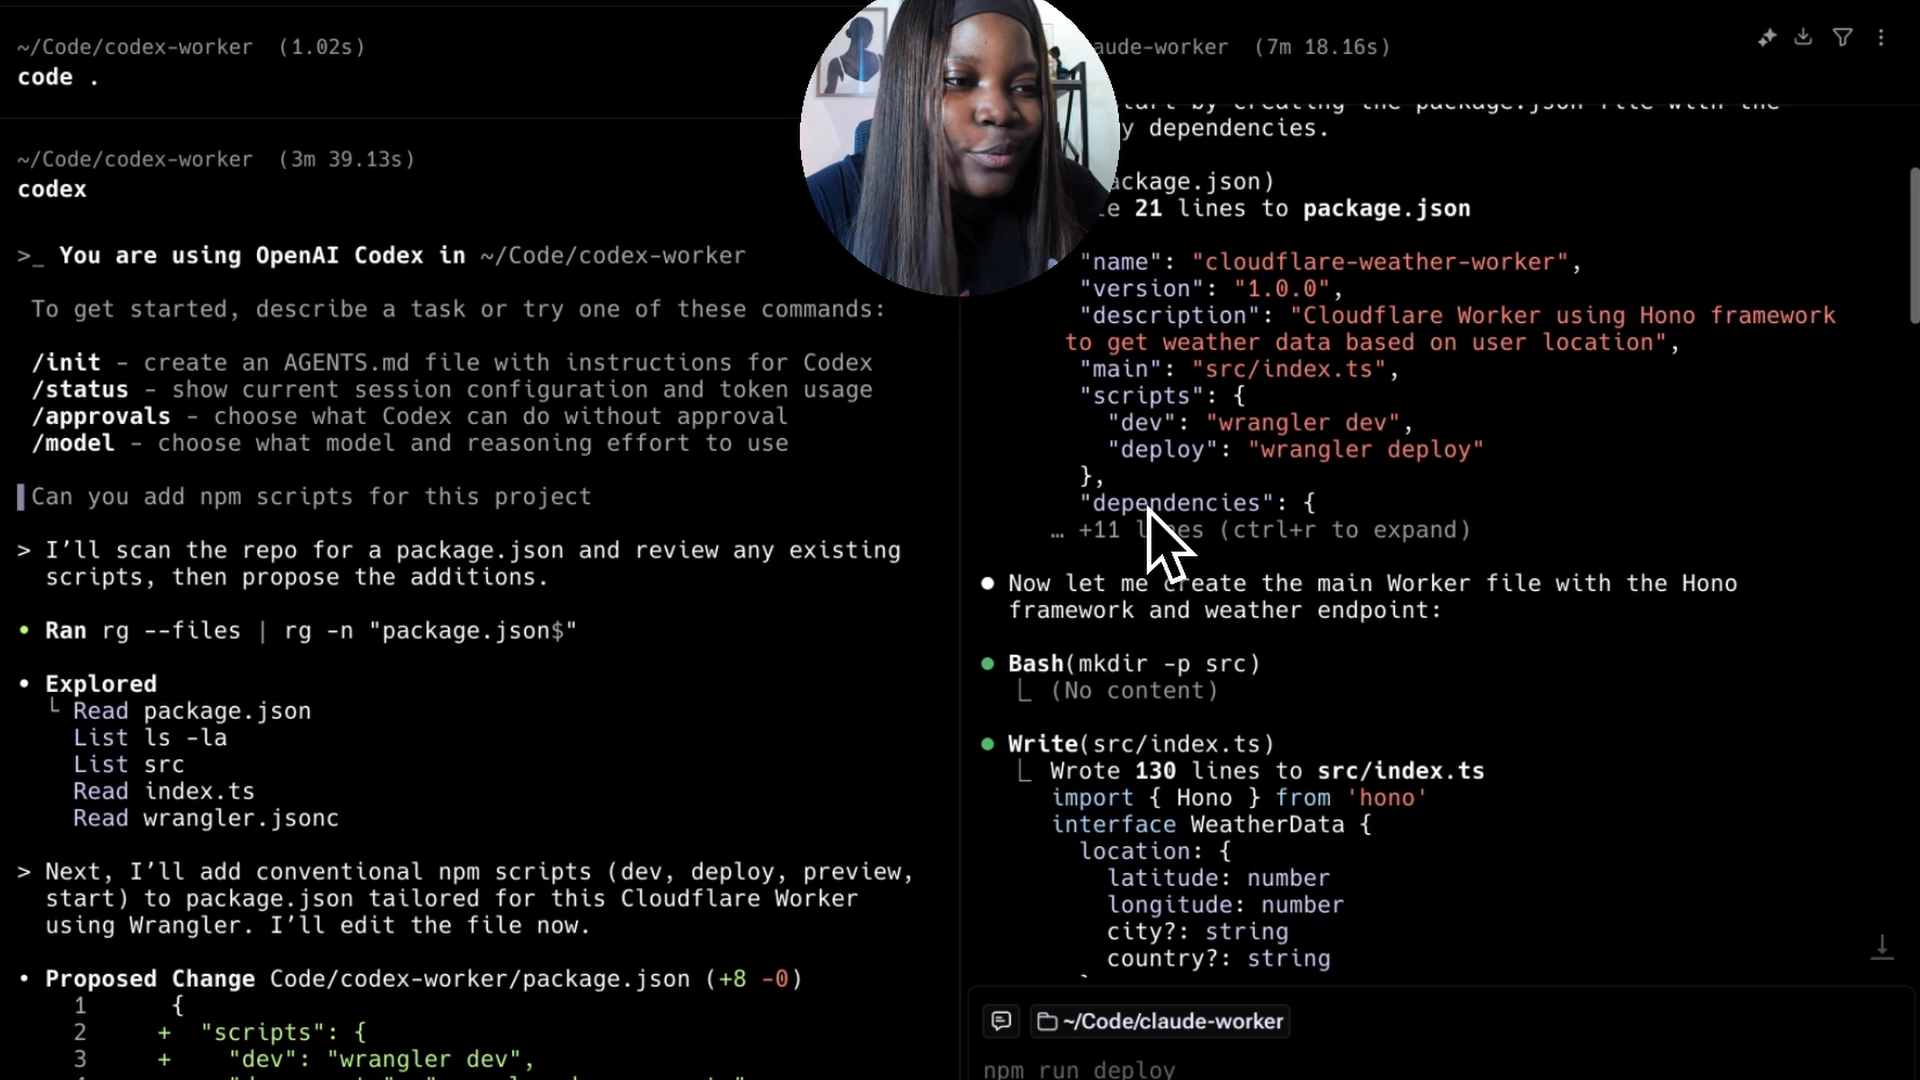 ~/Code/codex-worker (1.02s)
code .
~/Code/codex-worker (3m 39.13s)
codex
>_ You are using OpenAI Codex in ~/Code/codex-worker
To get started, describe a task or try one of these commands:
/init - create an AGENTS.md file with instructions for Codex
/status - show current session configuration and token usage
/approvals - choose what Codex can do without approval
/model - choose what model and reasoning effort to use
Can you add npm scripts for this project
> I’ll scan the repo for a package.json and review any existing
scripts, then propose the additions.
• Ran rg --files | rg -n "package.json$"
• Explored
└ Read package.json
List ls -la
List src
Read index.ts
Read wrangler.jsonc
> Next, I’ll add conventional npm scripts (dev, deploy, preview,
start) to package.json tailored for this Cloudflare Worker
using Wrangler. I’ll edit the file now.
• Proposed Change Code/codex-worker/package.json (+8 -0)
1 {
2 + "scripts": {
3 + "dev": "wrangler dev",
aude-worker (7m 18.16s)
tart by creating the package.json file with the
y dependencies.
ackage.json)
e 21 lines to package.json
"name": "cloudflare-weather-worker",
"version": "1.0.0",
"description": "Cloudflare Worker using Hono framework
to get weather data based on user location",
"main": "src/index.ts",
"scripts": {
"dev": "wrangler dev",
"deploy": "wrangler deploy"
},
"dependencies": {
… +11 lines (ctrl+r to expand)
● Now let me create the main Worker file with the Hono
framework and weather endpoint:
● Bash(mkdir -p src)
⎿ (No content)
● Write(src/index.ts)
⎿ Wrote 130 lines to src/index.ts
import { Hono } from 'hono'
interface WeatherData {
location: {
latitude: number
longitude: number
city?: string
country?: string
~/Code/claude-worker
npm run deploy